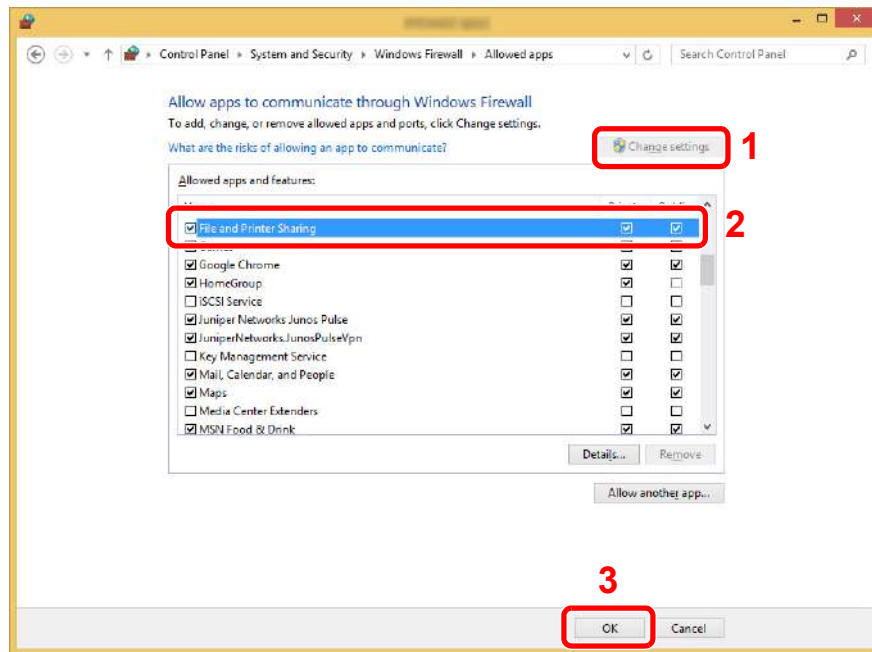 Control Panel ▸ System and Security ▸ Windows Firewall ▸ Allowed apps
Search Control Panel
Allow apps to communicate through Windows Firewall
To add, change, or remove allowed apps and ports, click Change settings.
What are the risks of allowing an app to communicate?
Change settings
1
Allowed apps and features:
File and Printer Sharing
2
Google Chrome
HomeGroup
iSCSI Service
Juniper Networks Junos Pulse
JuniperNetworks.JunosPulseVpn
Key Management Service
Mail, Calendar, and People
Maps
Media Center Extenders
MSN Food & Drink
Details... Remove
Allow another app...
3
OK Cancel